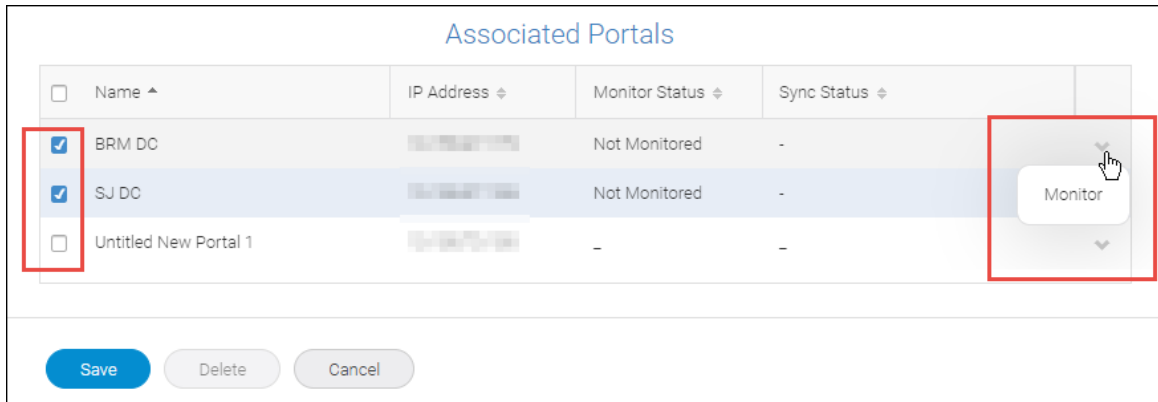 Associated Portals
Name IP Address Monitor Status Sync Status
BRM DC Not Monitored -
SJ DC Not Monitored -
Monitor
Untitled New Portal 1 – –
Save Delete Cancel